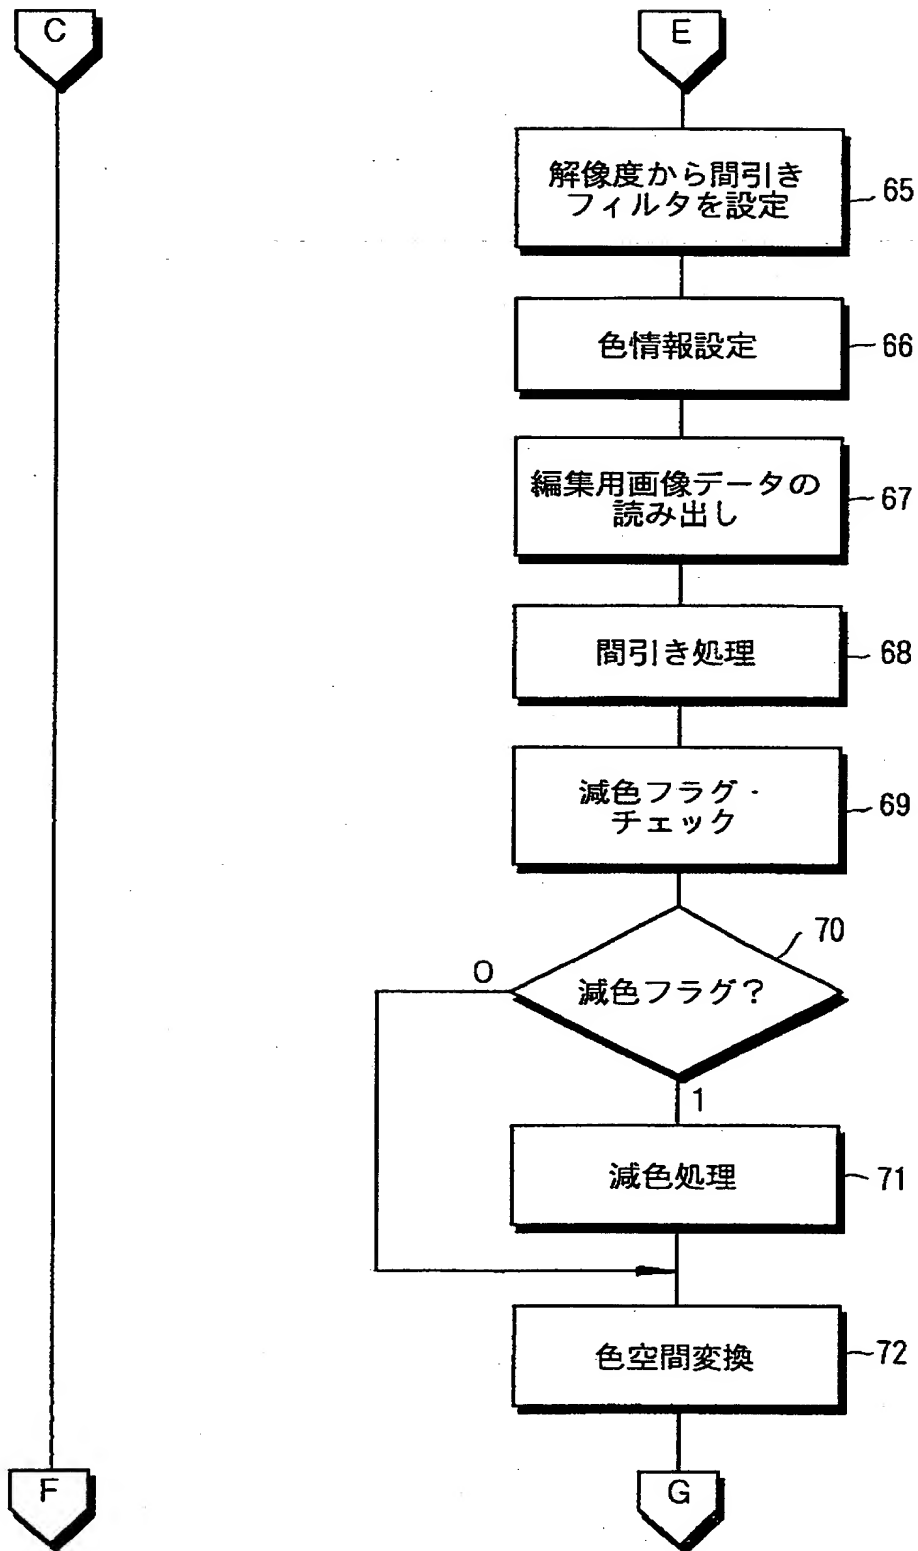 C
E
解像度から間引き
フィルタを設定
65
色情報設定
66
編集用画像データの
読み出し
67
間引き処理
68
減色フラグ・
チェック
69
70
0
減色フラグ?
1
減色処理
71
色空間変換
72
F
G